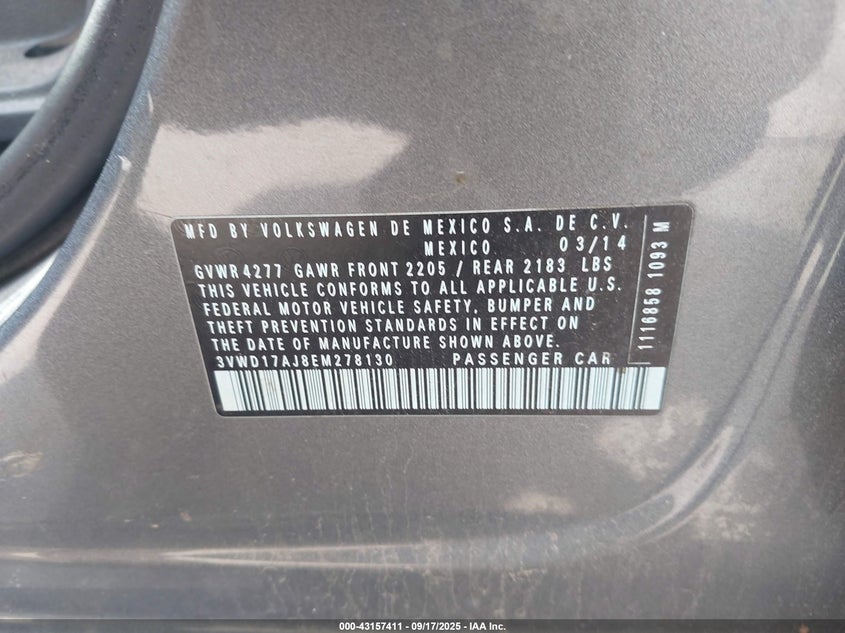 MFD BY VOLKSWAGEN DE MEXICO S.A. DE C.V.
MEXICO 03/14
GVWR4277 GAWR FRONT 2205 / REAR 2183 LBS
THIS VEHICLE CONFORMS TO ALL APPLICABLE U.S.
FEDERAL MOTOR VEHICLE SAFETY, BUMPER AND
THEFT PREVENTION STANDARDS IN EFFECT ON
THE DATE OF MANUFACTURE SHOWN ABOVE.
3VWD17AJ8EM278130 PASSENGER CAR
1116858 1093 M
000-43157411 - 09/17/2025 - IAA Inc.